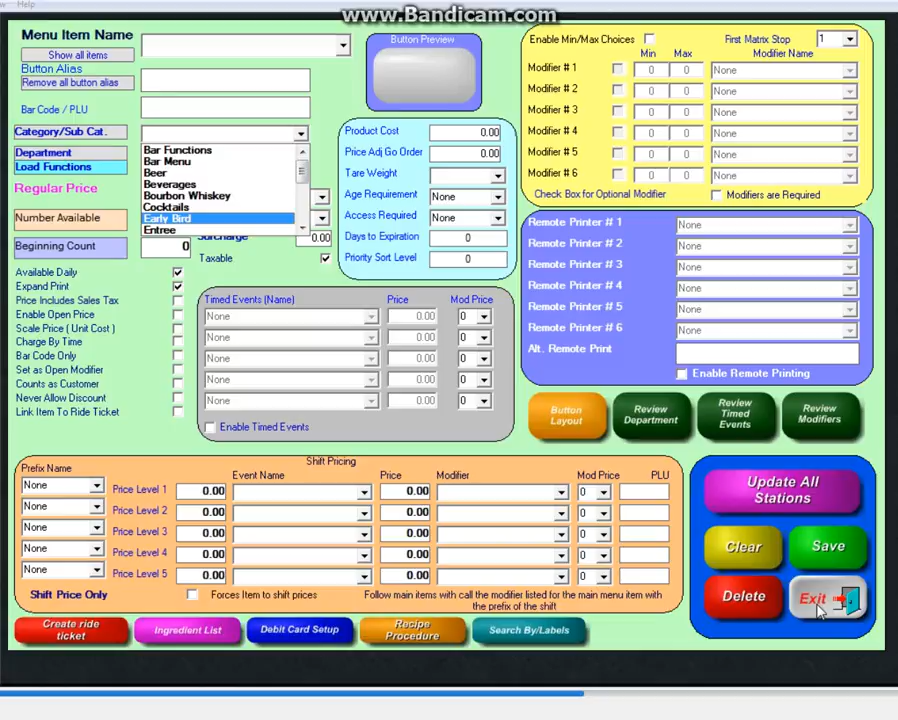 Help
www.Bandicam.com
Menu Item Name
Show all items
Button Alias
Remove all button alias
Bar Code / PLU
Category/Sub Cat.
Bar Functions
Bar Menu
Beer
Beverages
Bourbon Whiskey
Cocktails
Early Bird
Entree
Department
Load Functions
Regular Price
Number Available
Beginning Count
0
Surcharge
0.00
Taxable
Button Preview
Product Cost
0.00
Price Adj Go Order
0.00
Tare Weight
Age Requirement
None
Access Required
None
Days to Expiration
0
Priority Sort Level
0
Enable Min/Max Choices
First Matrix Stop
1
Min
Max
Modifier Name
Modifier # 1
0
0
None
Modifier # 2
0
0
None
Modifier # 3
0
0
None
Modifier # 4
0
0
None
Modifier # 5
0
0
None
Modifier # 6
0
0
None
Check Box for Optional Modifier
Modifiers are Required
Remote Printer # 1
None
Remote Printer # 2
None
Remote Printer # 3
None
Remote Printer # 4
None
Remote Printer # 5
None
Remote Printer # 6
None
Alt. Remote Print
Enable Remote Printing
Available Daily
Expand Print
Price Includes Sales Tax
Enable Open Price
Scale Price ( Unit Cost )
Charge By Time
Bar Code Only
Set as Open Modifier
Counts as Customer
Never Allow Discount
Link Item To Ride Ticket
Timed Events (Name)
Price
Mod Price
None
0.00
0
None
0.00
0
None
0.00
0
None
0.00
0
None
0.00
0
Enable Timed Events
Button
Layout
Review
Department
Review
Timed
Events
Review
Modifiers
Shift Pricing
Prefix Name
Event Name
Price
Modifier
Mod Price
PLU
None
Price Level 1
0.00
0.00
0
None
Price Level 2
0.00
0.00
0
None
Price Level 3
0.00
0.00
0
None
Price Level 4
0.00
0.00
0
None
Price Level 5
0.00
0.00
0
Shift Price Only
Forces Item to shift prices
Follow main items with call the modifier listed for the main menu item with
the prefix of the shift
Update All
Stations
Clear
Save
Delete
Exit
Create ride
ticket
Ingredient List
Debit Card Setup
Recipe
Procedure
Search By/Labels